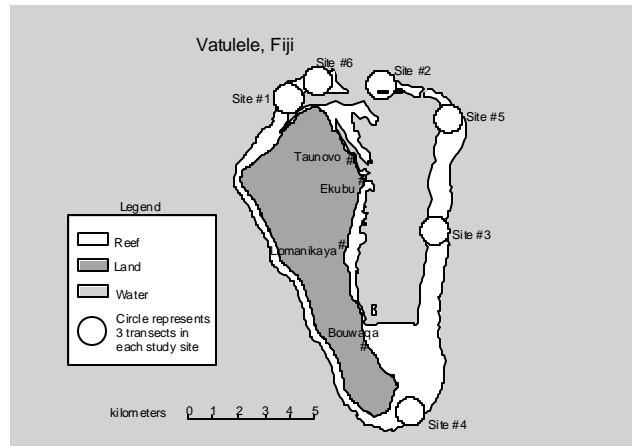 Vatulele, Fiji
Site #6
Site #2
Site #1
Site #5
Taunovo #
Ekubu #
Legend
Reef
Land
Water
Circle represents
3 transects in
each study site
Site #3
Lomanikaya #
Bouwaqa
#
kilometers 0 1 2 3 4 5
Site #4